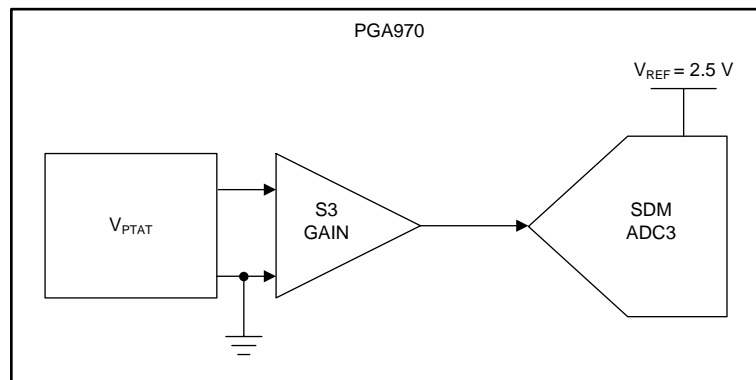 PGA970
V_REF = 2.5 V
V_PTAT
S3
GAIN
SDM
ADC3